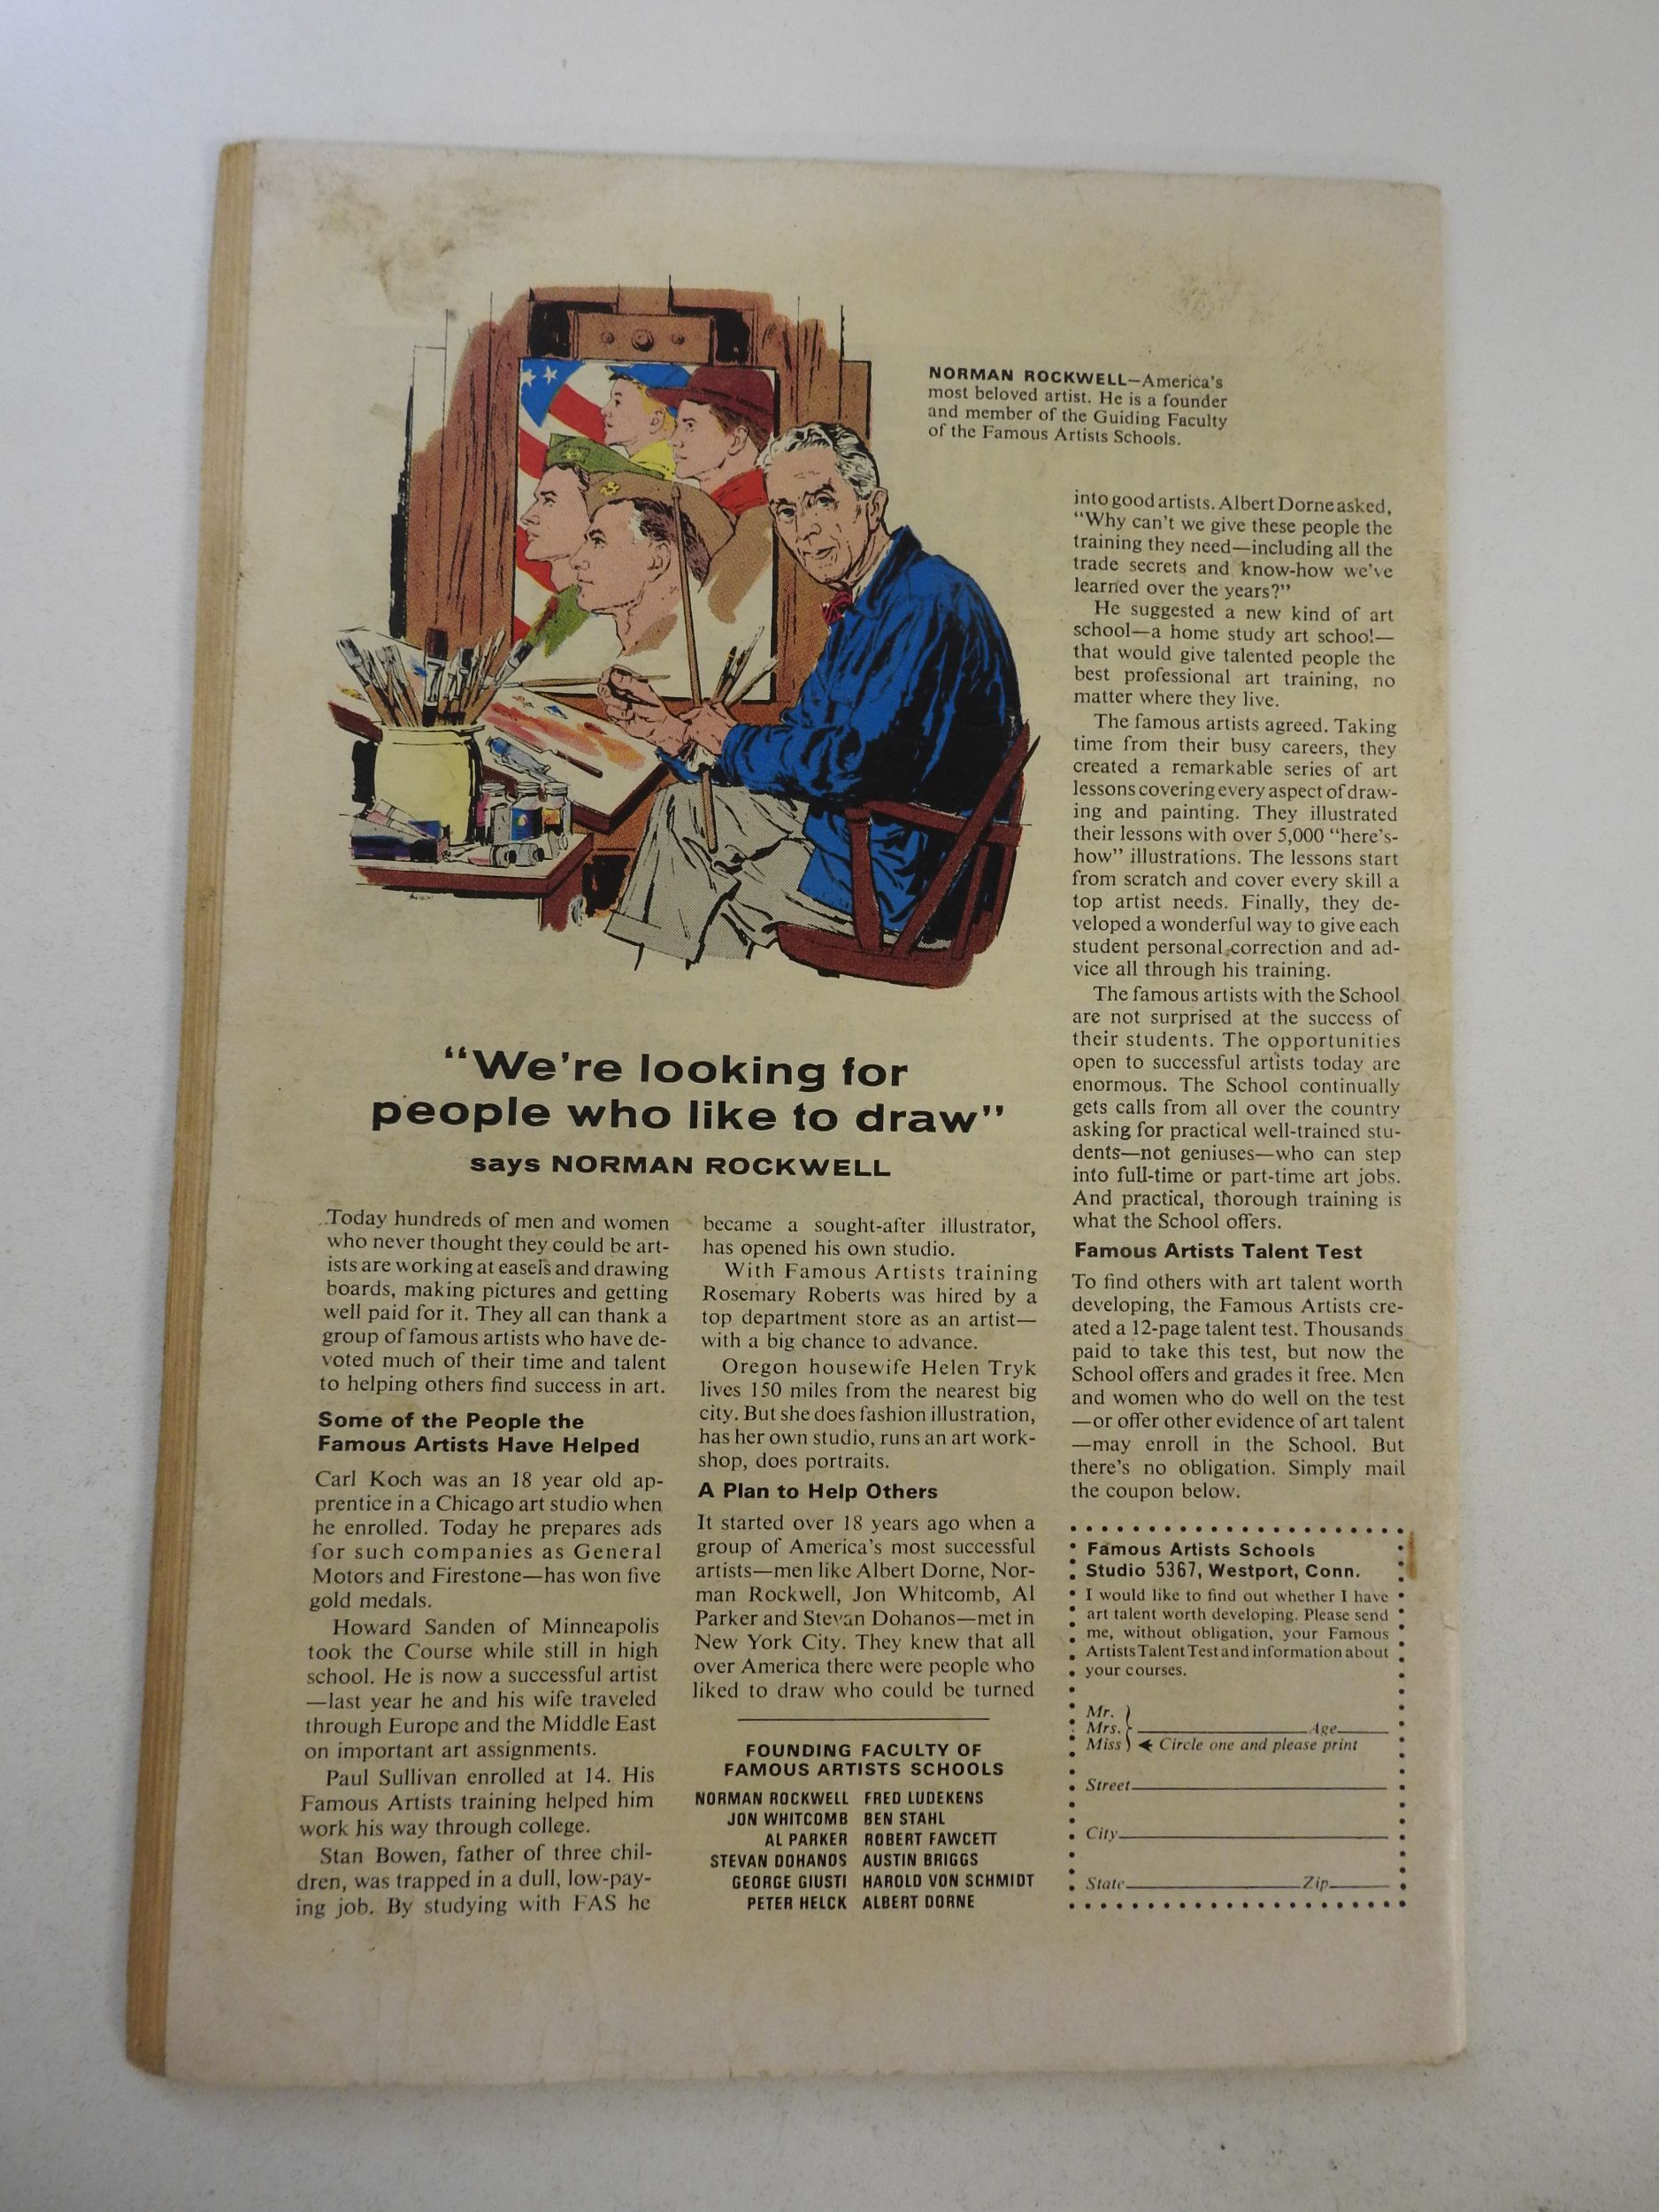 NORMAN ROCKWELL—America's
most beloved artist. He is a founder
and member of the Guiding Faculty
of the Famous Artists Schools.
"We're looking for
people who like to draw"
says NORMAN ROCKWELL
Today hundreds of men and women
who never thought they could be art-
ists are working at easels and drawing
boards, making pictures and getting
well paid for it. They all can thank a
group of famous artists who have de-
voted much of their time and talent
to helping others find success in art.
Some of the People the
Famous Artists Have Helped
Carl Koch was an 18 year old ap-
prentice in a Chicago art studio when
he enrolled. Today he prepares ads
for such companies as General
Motors and Firestone—has won five
gold medals.
Howard Sanden of Minneapolis
took the Course while still in high
school. He is now a successful artist
—last year he and his wife traveled
through Europe and the Middle East
on important art assignments.
Paul Sullivan enrolled at 14. His
Famous Artists training helped him
work his way through college.
Stan Bowen, father of three chil-
dren, was trapped in a dull, low-pay-
ing job. By studying with FAS he
became a sought-after illustrator,
has opened his own studio.
With Famous Artists training
Rosemary Roberts was hired by a
top department store as an artist—
with a big chance to advance.
Oregon housewife Helen Tryk
lives 150 miles from the nearest big
city. But she does fashion illustration,
has her own studio, runs an art work-
shop, does portraits.
A Plan to Help Others
It started over 18 years ago when a
group of America's most successful
artists—men like Albert Dorne, Nor-
man Rockwell, Jon Whitcomb, Al
Parker and Stevan Dohanos—met in
New York City. They knew that all
over America there were people who
liked to draw who could be turned
FOUNDING FACULTY OF
FAMOUS ARTISTS SCHOOLS
NORMAN ROCKWELL FRED LUDEKENS
JON WHITCOMB BEN STAHL
AL PARKER ROBERT FAWCETT
STEVAN DOHANOS AUSTIN BRIGGS
GEORGE GIUSTI HAROLD VON SCHMIDT
PETER HELCK ALBERT DORNE
into good artists. Albert Dorne asked,
"Why can't we give these people the
training they need—including all the
trade secrets and know-how we've
learned over the years?"
He suggested a new kind of art
school—a home study art school—
that would give talented people the
best professional art training, no
matter where they live.
The famous artists agreed. Taking
time from their busy careers, they
created a remarkable series of art
lessons covering every aspect of draw-
ing and painting. They illustrated
their lessons with over 5,000 "here's-
how" illustrations. The lessons start
from scratch and cover every skill a
top artist needs. Finally, they de-
veloped a wonderful way to give each
student personal correction and ad-
vice all through his training.
The famous artists with the School
are not surprised at the success of
their students. The opportunities
open to successful artists today are
enormous. The School continually
gets calls from all over the country
asking for practical well-trained stu-
dents—not geniuses—who can step
into full-time or part-time art jobs.
And practical, thorough training is
what the School offers.
Famous Artists Talent Test
To find others with art talent worth
developing, the Famous Artists cre-
ated a 12-page talent test. Thousands
paid to take this test, but now the
School offers and grades it free. Men
and women who do well on the test
—or offer other evidence of art talent
—may enroll in the School. But
there's no obligation. Simply mail
the coupon below.
Famous Artists Schools
Studio 5367, Westport, Conn.
I would like to find out whether I have
art talent worth developing. Please send
me, without obligation, your Famous
Artists Talent Test and information about
your courses.
Mr.
Mrs. Age
Miss Circle one and please print
Street
City
State Zip